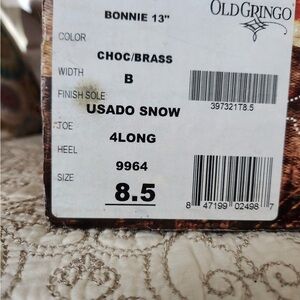 BONNIE 13"
OLD GRINGO
COLOR
CHOC/BRASS
WIDTH
B
FINISH SOLE
397321T8.5
USADO SNOW
TOE
4LONG
HEEL
9964
SIZE
8.5
8 47199 02498 7